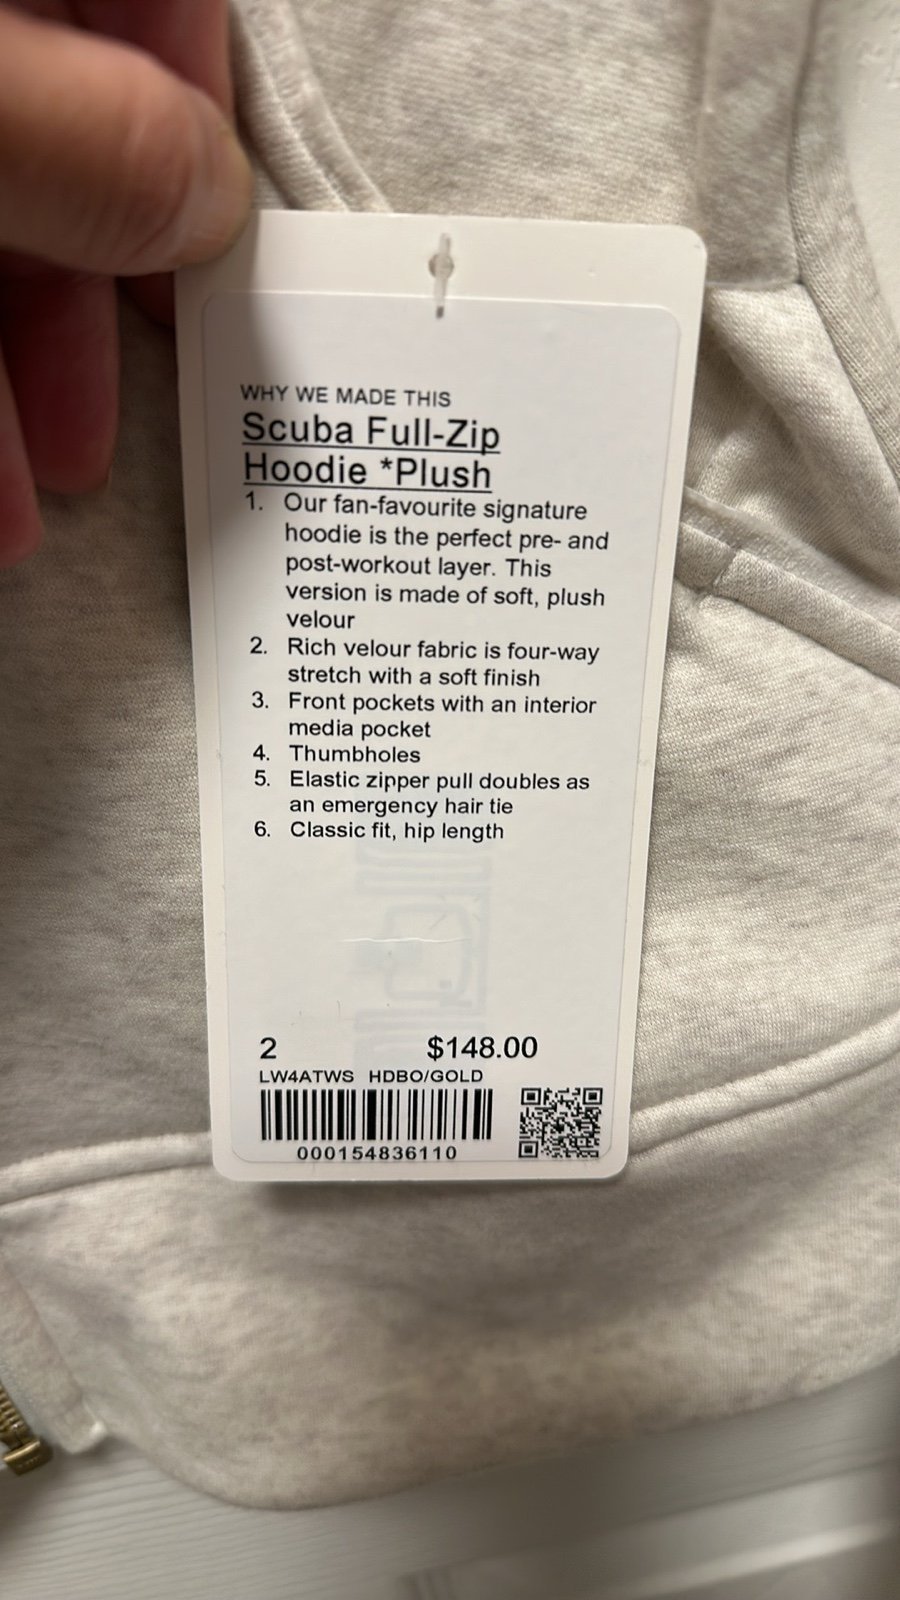 WHY WE MADE THIS
Scuba Full-Zip
Hoodie *Plush
1. Our fan-favourite signature
hoodie is the perfect pre- and
post-workout layer. This
version is made of soft, plush
velour
2. Rich velour fabric is four-way
stretch with a soft finish
3. Front pockets with an interior
media pocket
4. Thumbholes
5. Elastic zipper pull doubles as
an emergency hair tie
6. Classic fit, hip length
2 $148.00
LW4ATWS HDBO/GOLD
000154836110